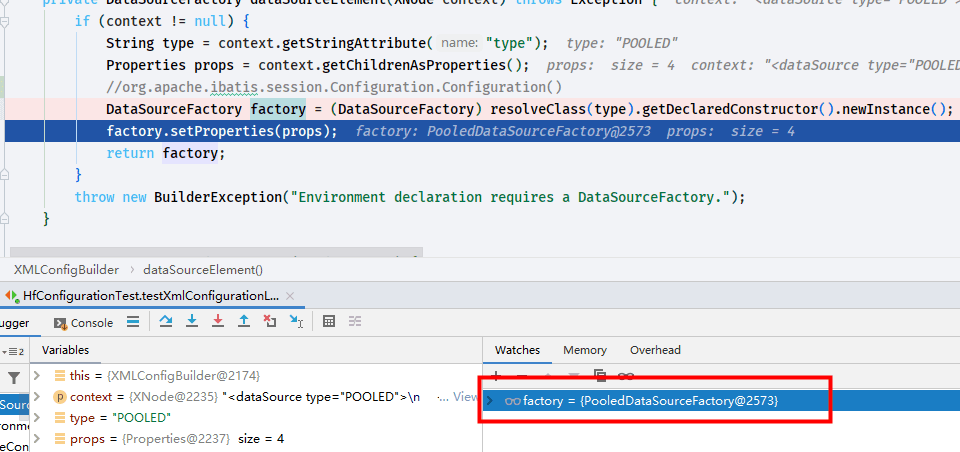 private DataSourceFactory dataSourceElement(XNode context) throws Exception { context: "<dataSource type="POOLED">
if (context != null) {
String type = context.getStringAttribute( name: "type"); type: "POOLED"
Properties props = context.getChildrenAsProperties(); props: size = 4 context: "<dataSource type="POOLED
//org.apache.ibatis.session.Configuration.Configuration()
DataSourceFactory factory = (DataSourceFactory) resolveClass(type).getDeclaredConstructor().newInstance();
factory.setProperties(props); factory: PooledDataSourceFactory@2573 props: size = 4
return factory;
}
throw new BuilderException("Environment declaration requires a DataSourceFactory.");
}
XMLConfigBuilder › dataSourceElement()
HfConfigurationTest.testXmlConfigurationL... ×
ugger Console
2 Variables Watches Memory Overhead
this = {XMLConfigBuilder@2174}
Sour p context = {XNode@2235} "<dataSource type="POOLED">\n ... View factory = {PooledDataSourceFactory@2573}
ronme type = "POOLED"
eCon props = {Properties@2237} size = 4